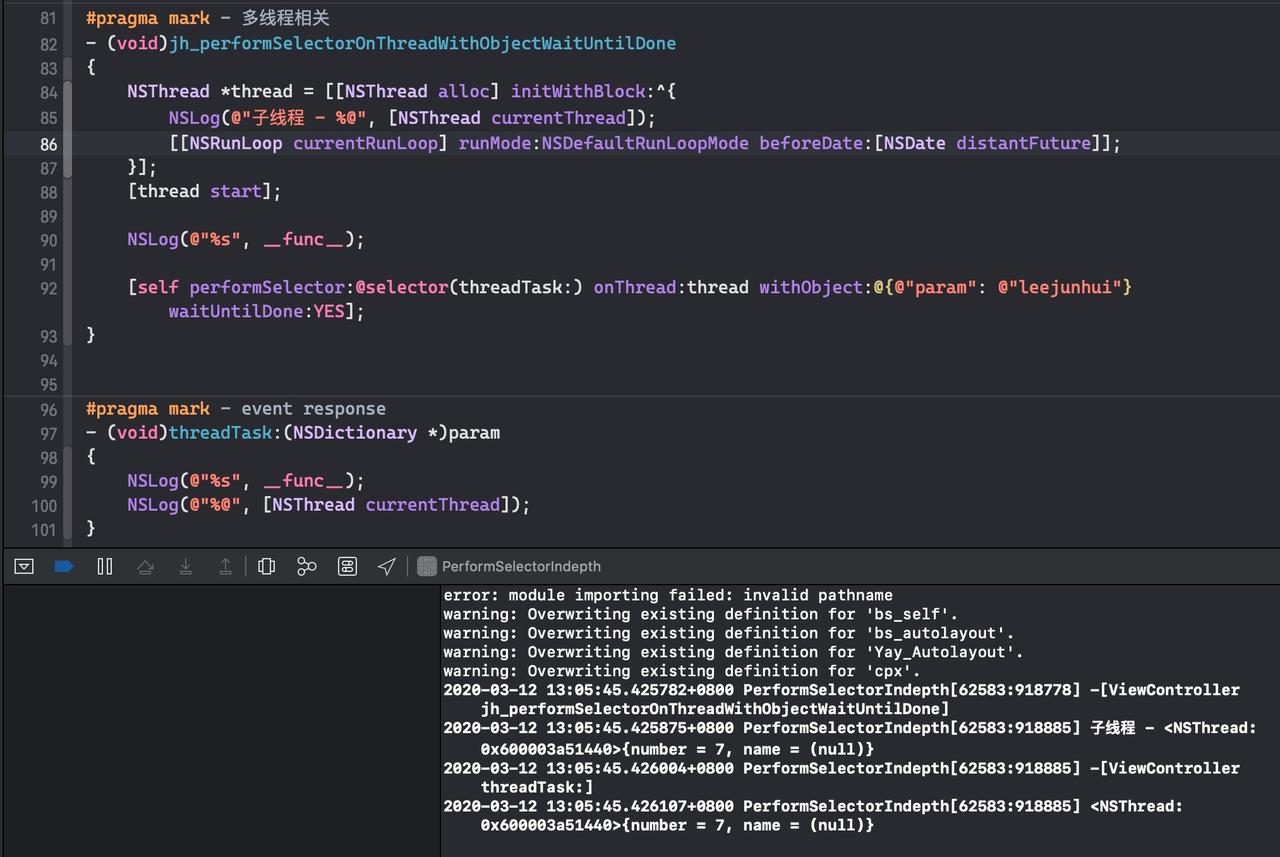 81 #pragma mark - 多线程相关
82 - (void)jh_performSelectorOnThreadWithObjectWaitUntilDone
83 {
84 NSThread *thread = [[NSThread alloc] initWithBlock:^{
85 NSLog(@"子线程 - %@", [NSThread currentThread]);
86 [[NSRunLoop currentRunLoop] runMode:NSDefaultRunLoopMode beforeDate:[NSDate distantFuture]];
87 }];
88 [thread start];
89
90 NSLog(@"%s", __func__);
91
92 [self performSelector:@selector(threadTask:) onThread:thread withObject:@{@"param": @"leejunhui"}
waitUntilDone:YES];
93 }
94
95
96 #pragma mark - event response
97 - (void)threadTask:(NSDictionary *)param
98 {
99 NSLog(@"%s", __func__);
100 NSLog(@"%@", [NSThread currentThread]);
101 }
PerformSelectorIndepth
error: module importing failed: invalid pathname
warning: Overwriting existing definition for 'bs_self'.
warning: Overwriting existing definition for 'bs_autolayout'.
warning: Overwriting existing definition for 'Yay_Autolayout'.
warning: Overwriting existing definition for 'cpx'.
2020-03-12 13:05:45.425782+0800 PerformSelectorIndepth[62583:918778] -[ViewController
jh_performSelectorOnThreadWithObjectWaitUntilDone]
2020-03-12 13:05:45.425875+0800 PerformSelectorIndepth[62583:918885] 子线程 - <NSThread:
0x600003a51440>{number = 7, name = (null)}
2020-03-12 13:05:45.426004+0800 PerformSelectorIndepth[62583:918885] -[ViewController
threadTask:]
2020-03-12 13:05:45.426107+0800 PerformSelectorIndepth[62583:918885] <NSThread:
0x600003a51440>{number = 7, name = (null)}